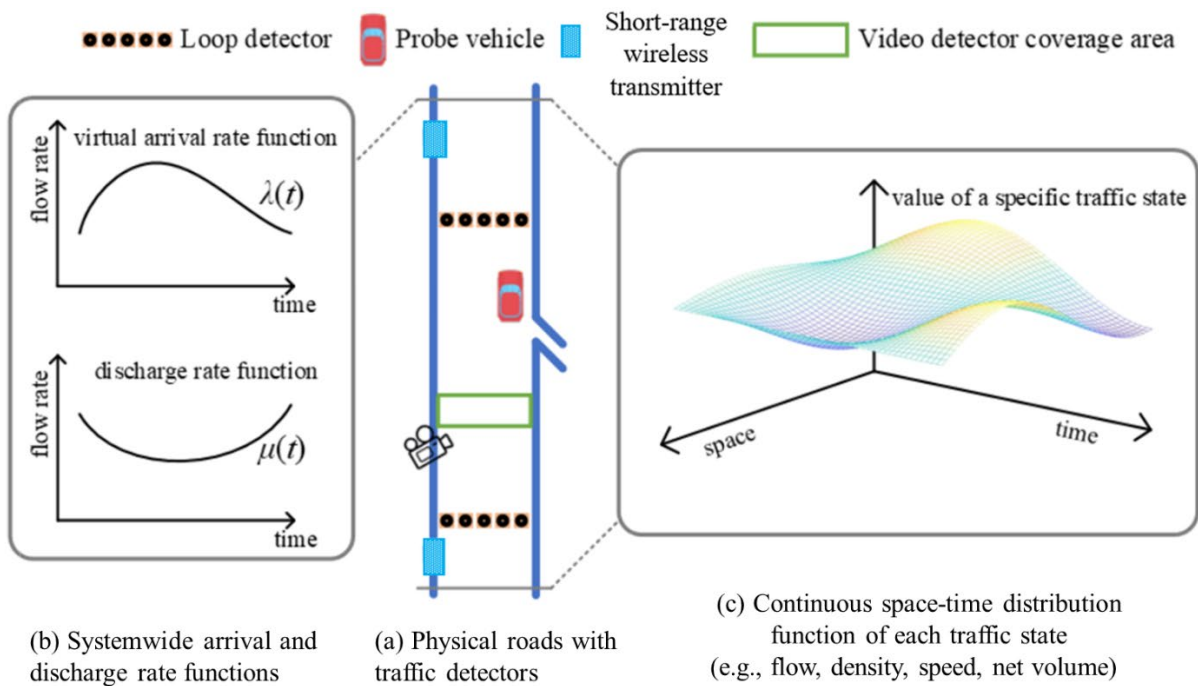 Loop detector
Probe vehicle
Short-range
wireless
transmitter
Video detector coverage area
virtual arrival rate function
flow rate
λ(t)
time
discharge rate function
flow rate
μ(t)
time
value of a specific traffic state
space
time
(b) Systemwide arrival and
discharge rate functions
(a) Physical roads with
traffic detectors
(c) Continuous space-time distribution
function of each traffic state
(e.g., flow, density, speed, net volume)